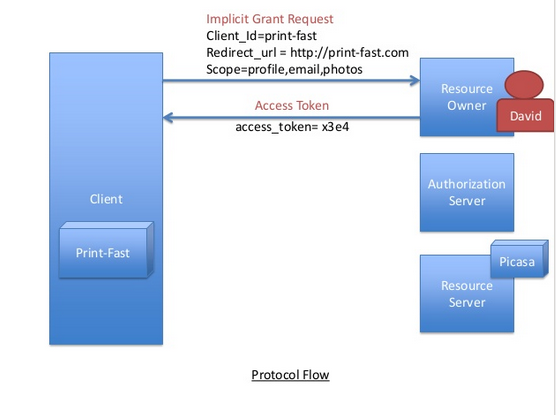 Implicit Grant Request
Client_Id=print-fast
Redirect_url = http://print-fast.com
Scope=profile,email,photos
Resource
Owner
David
Access Token
access_token= x3e4
Authorization
Server
Client
Print-Fast
Picasa
Resource
Server
Protocol Flow